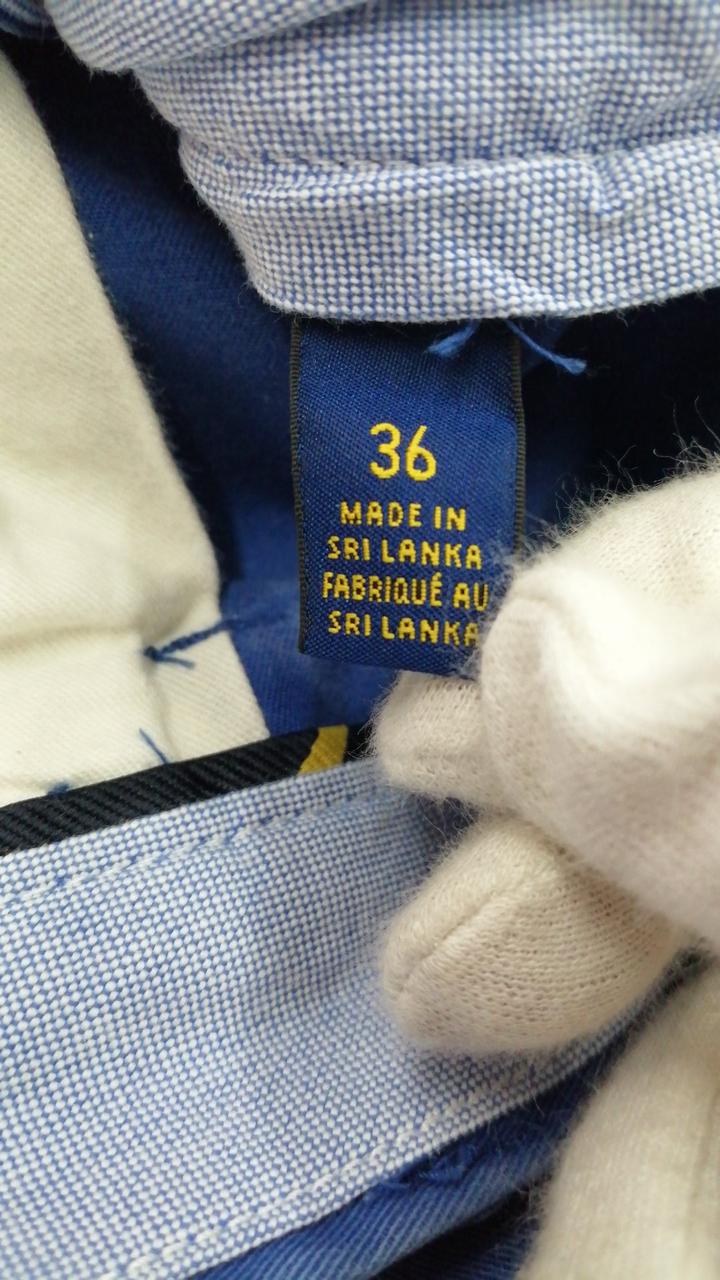 36
MADE IN
SRI LANKA
FABRIQUÉ AU
SRI LANKA